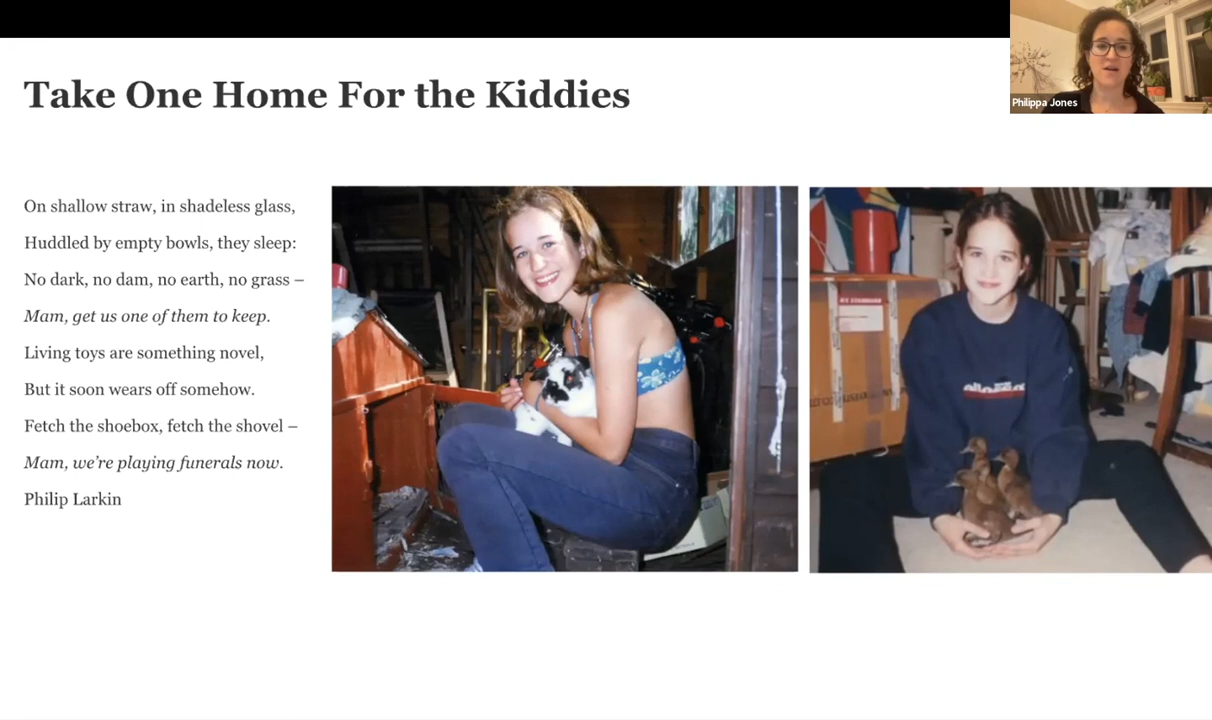 Take One Home For the Kiddies
Philippa Jones
On shallow straw, in shadeless glass,
Huddled by empty bowls, they sleep:
No dark, no dam, no earth, no grass –
Mam, get us one of them to keep.
Living toys are something novel,
But it soon wears off somehow.
Fetch the shoebox, fetch the shovel –
Mam, we’re playing funerals now.
Philip Larkin